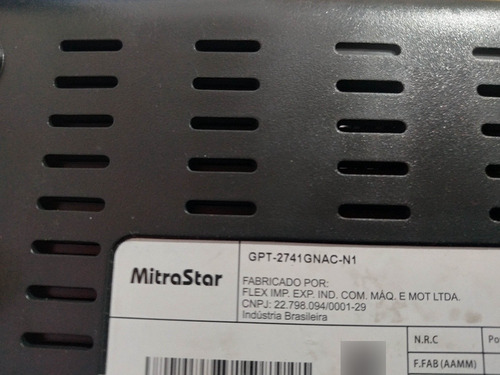 MitraStar
GPT-2741GNAC-N1
FABRICADO POR:
FLEX IMP. EXP. IND. COM. MÁQ. E MOT LTDA.
CNPJ: 22.798.094/0001-29
Indústria Brasileira
N.R.C
Po
F.FAB (AAMM)